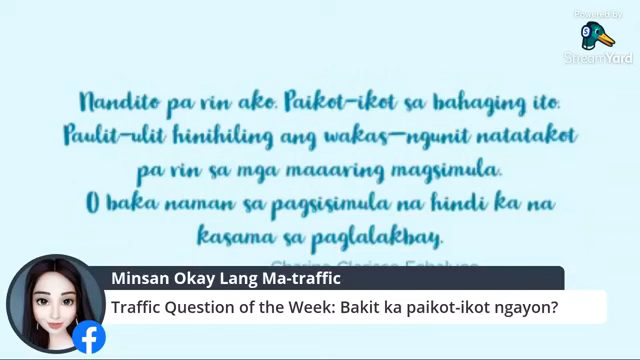 Powered by
StreamYard
Nandito pa rin ako. Paikot-ikot sa bahaging ito.
Paulit-ulit hinihiling ang wakas—ngunit natatakot
pa rin sa mga maaaring magsimula.
O baka naman sa pagsisimula na hindi ka na
kasama sa paglalakbay.
Minsan Okay Lang Ma-traffic
Traffic Question of the Week: Bakit ka paikot-ikot ngayon?